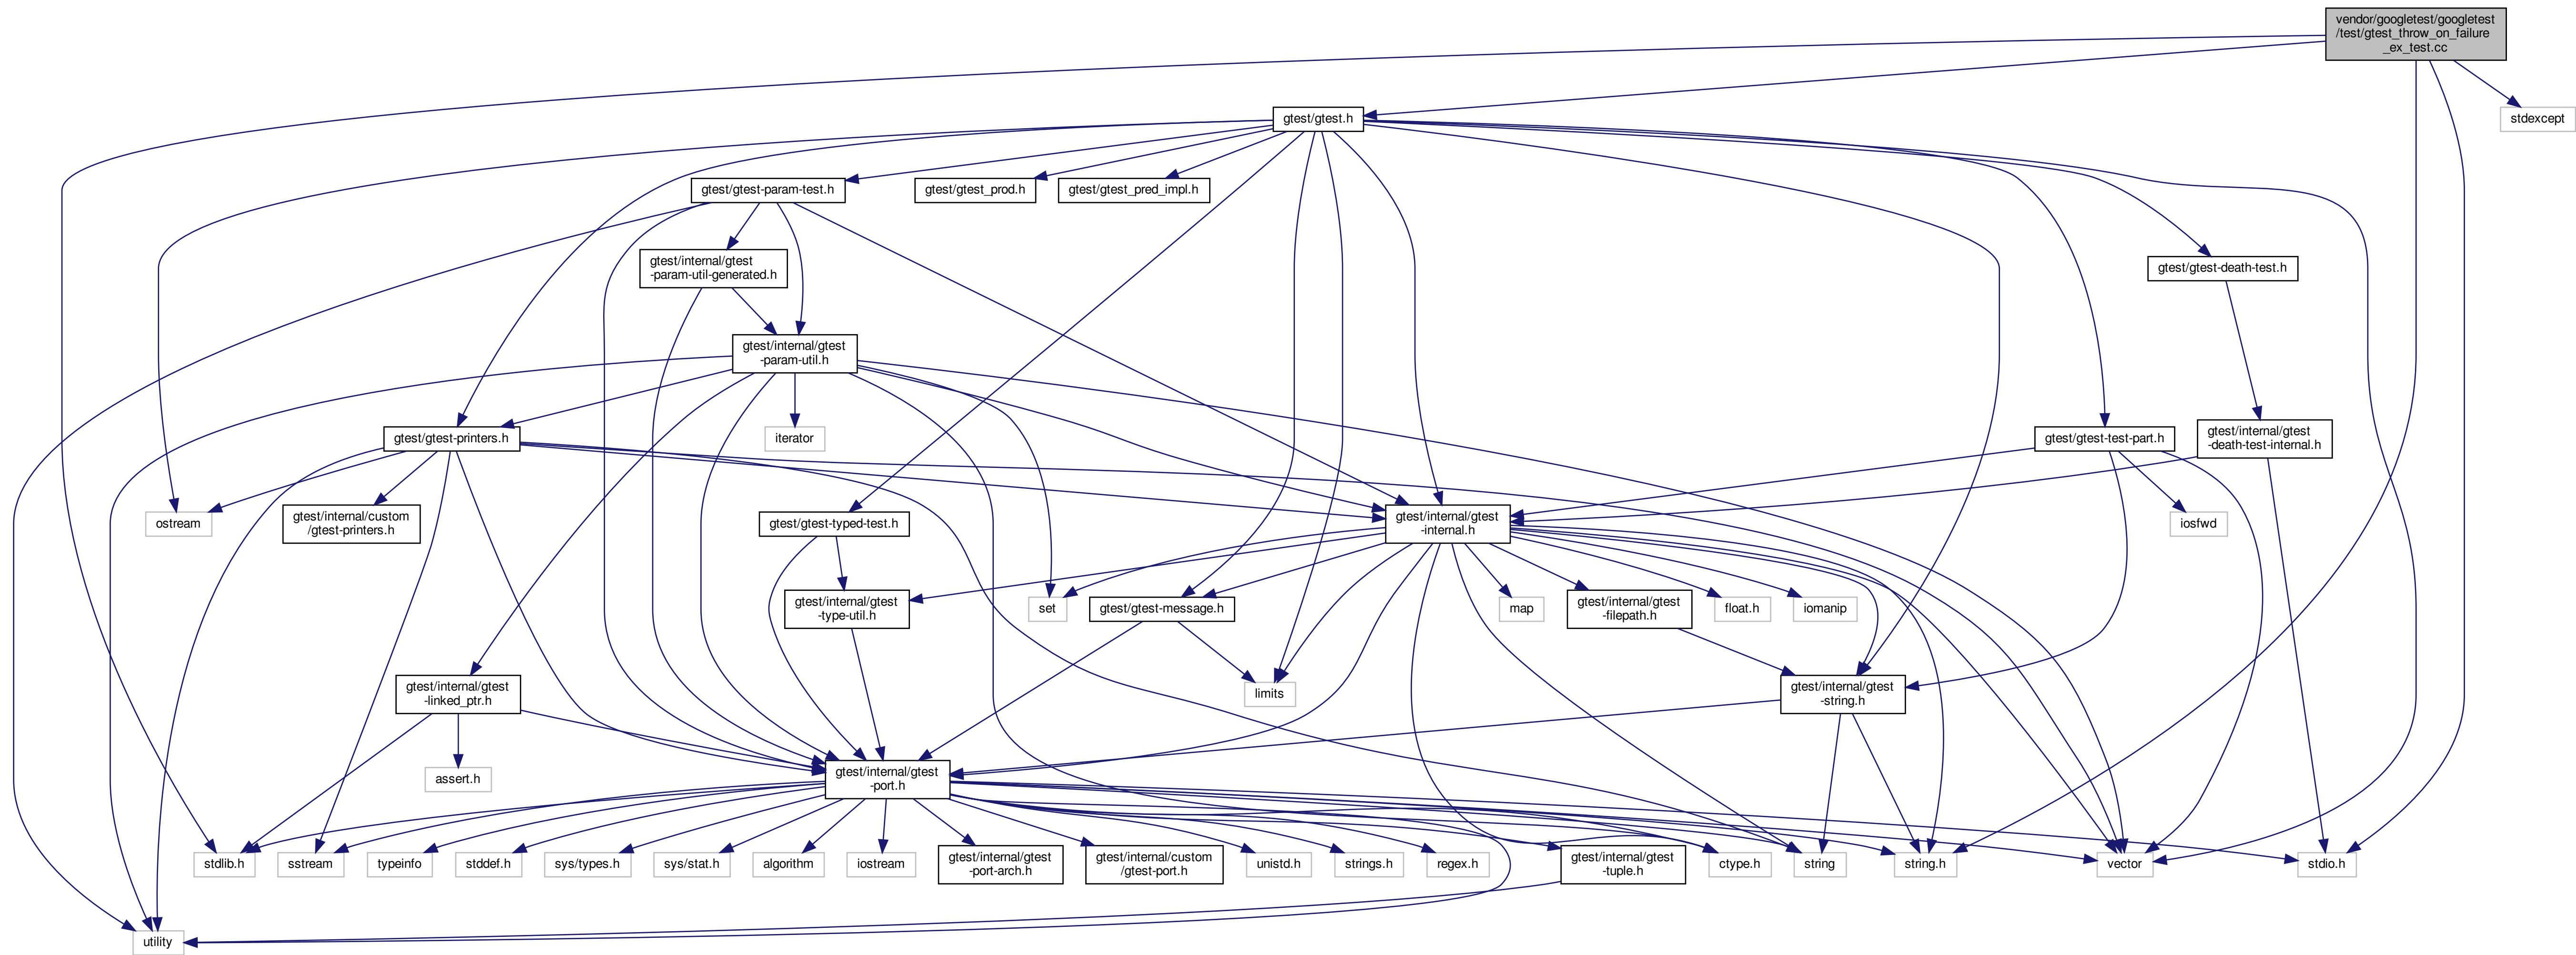 vendor/googletest/googletest
/test/gtest_throw_on_failure
_ex_test.cc
gtest/gtest.h
stdexcept
gtest/gtest-param-test.h
gtest/gtest_prod.h
gtest/gtest_pred_impl.h
gtest/internal/gtest
-param-util-generated.h
gtest/gtest-death-test.h
gtest/internal/gtest
-param-util.h
gtest/gtest-printers.h
iterator
gtest/gtest-test-part.h
gtest/internal/gtest
-death-test-internal.h
ostream
gtest/internal/custom
/gtest-printers.h
gtest/gtest-typed-test.h
gtest/internal/gtest
-internal.h
iosfwd
gtest/internal/gtest
-type-util.h
set
gtest/gtest-message.h
map
gtest/internal/gtest
-filepath.h
float.h
iomanip
gtest/internal/gtest
-linked_ptr.h
limits
gtest/internal/gtest
-string.h
assert.h
gtest/internal/gtest
-port.h
stdlib.h
sstream
typeinfo
stddef.h
sys/types.h
sys/stat.h
algorithm
iostream
gtest/internal/gtest
-port-arch.h
gtest/internal/custom
/gtest-port.h
unistd.h
strings.h
regex.h
gtest/internal/gtest
-tuple.h
ctype.h
string
string.h
vector
stdio.h
utility